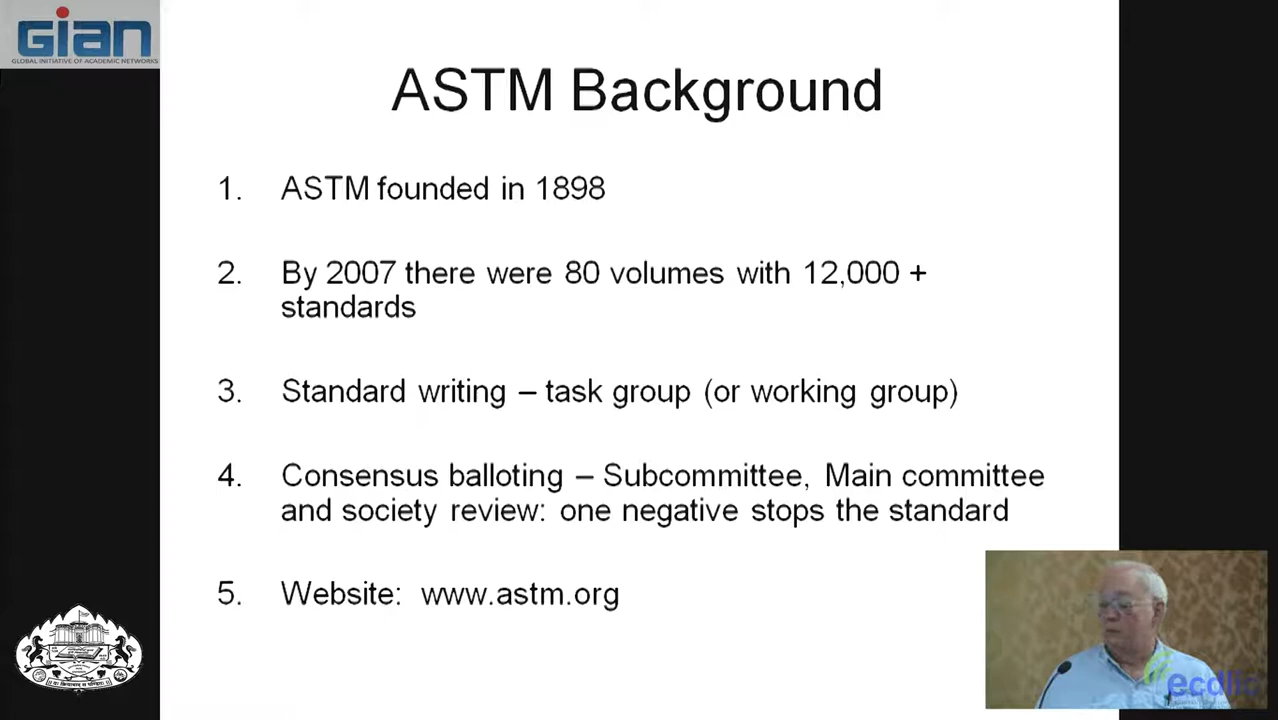 GIAN
GLOBAL INITIATIVE OF ACADEMIC NETWORKS
ASTM Background
1. ASTM founded in 1898
2. By 2007 there were 80 volumes with 12,000 +
standards
3. Standard writing – task group (or working group)
4. Consensus balloting – Subcommittee, Main committee
and society review: one negative stops the standard
5. Website: www.astm.org